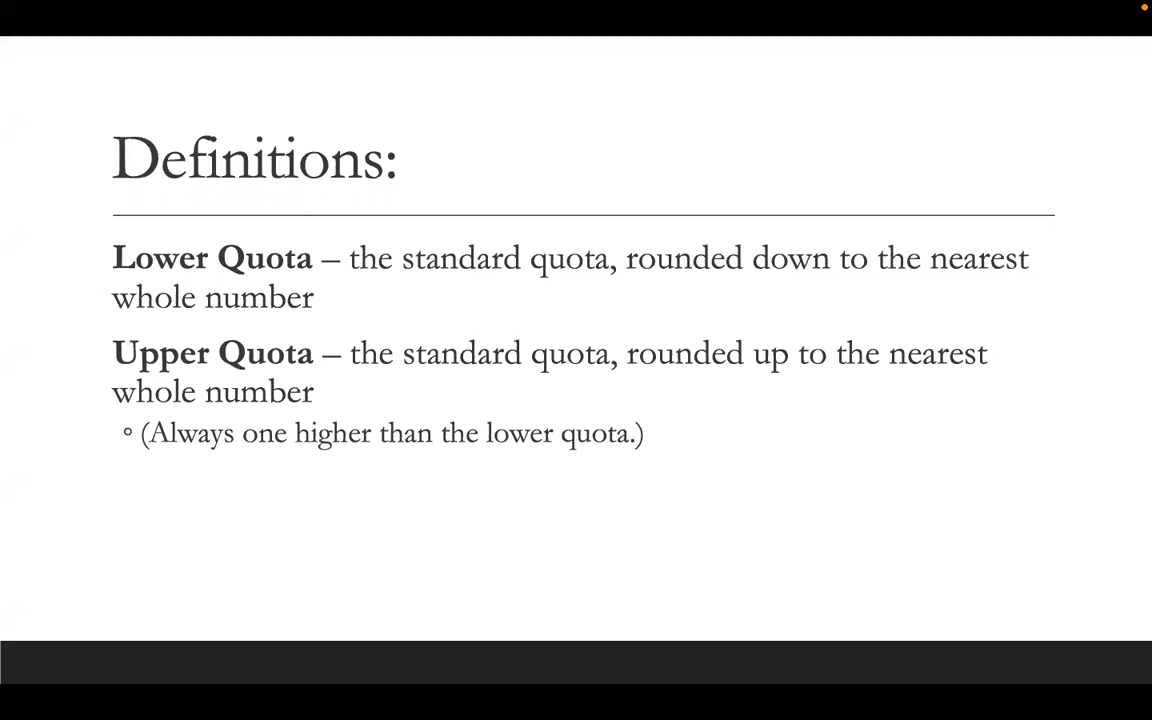 Definitions:
Lower Quota – the standard quota, rounded down to the nearest
whole number
Upper Quota – the standard quota, rounded up to the nearest
whole number
◦ (Always one higher than the lower quota.)